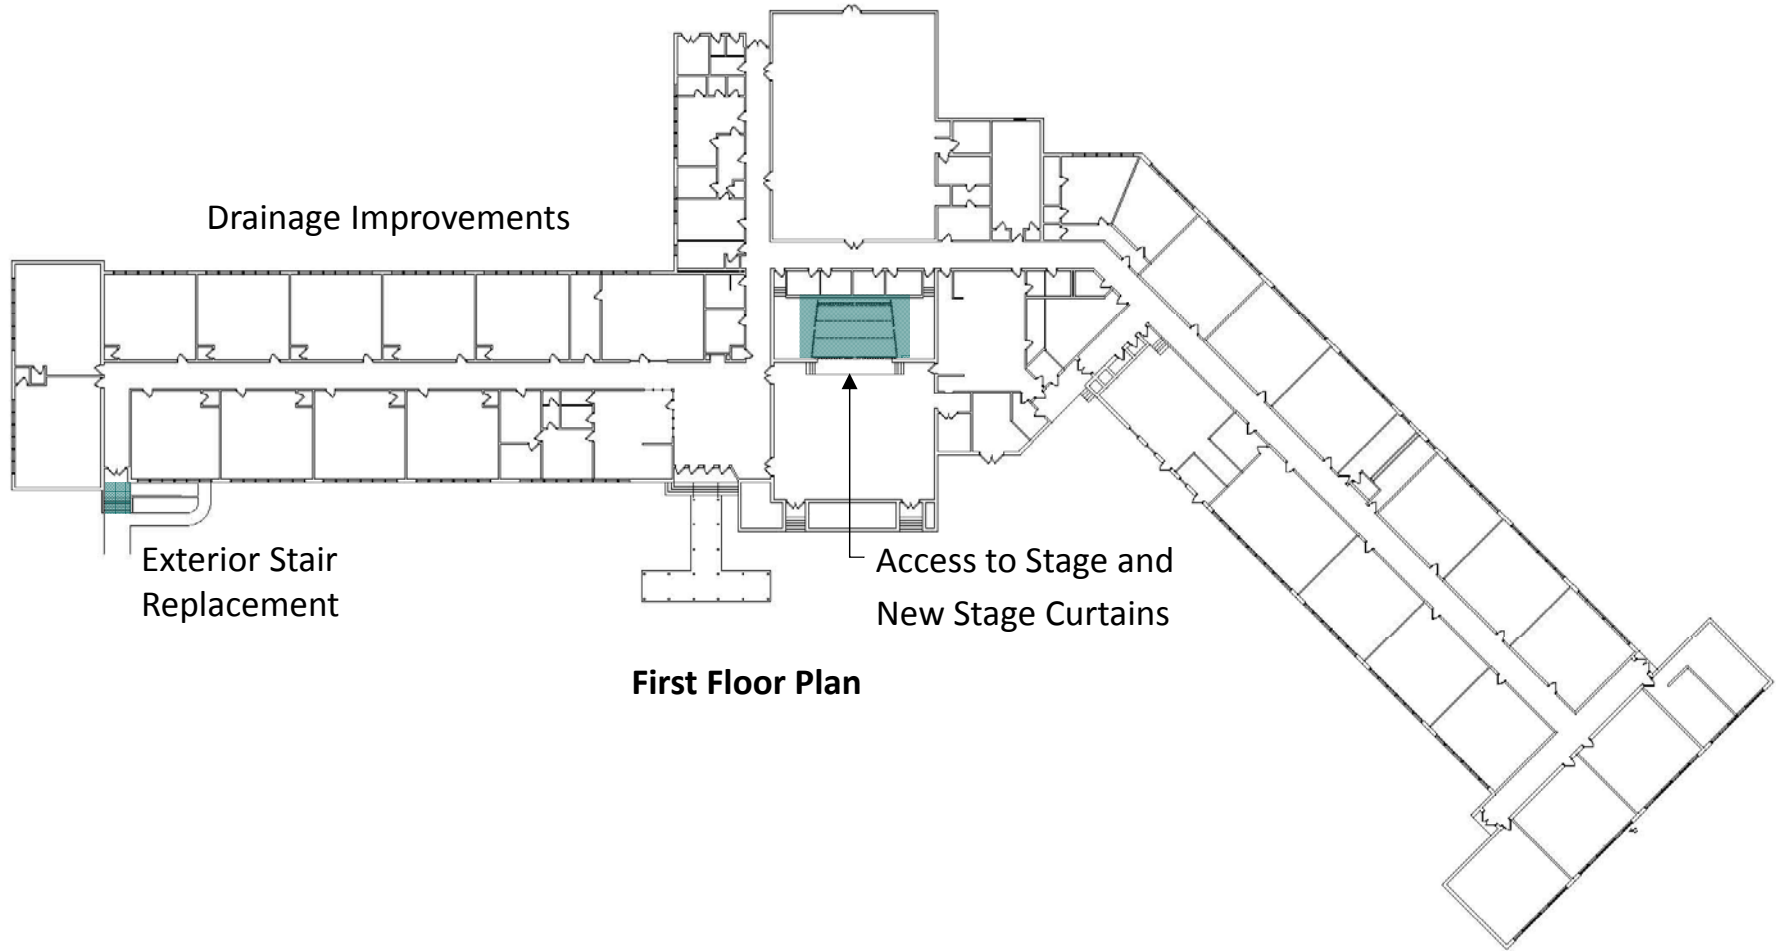 Drainage Improvements
Exterior Stair
Replacement
Access to Stage and
New Stage Curtains
First Floor Plan